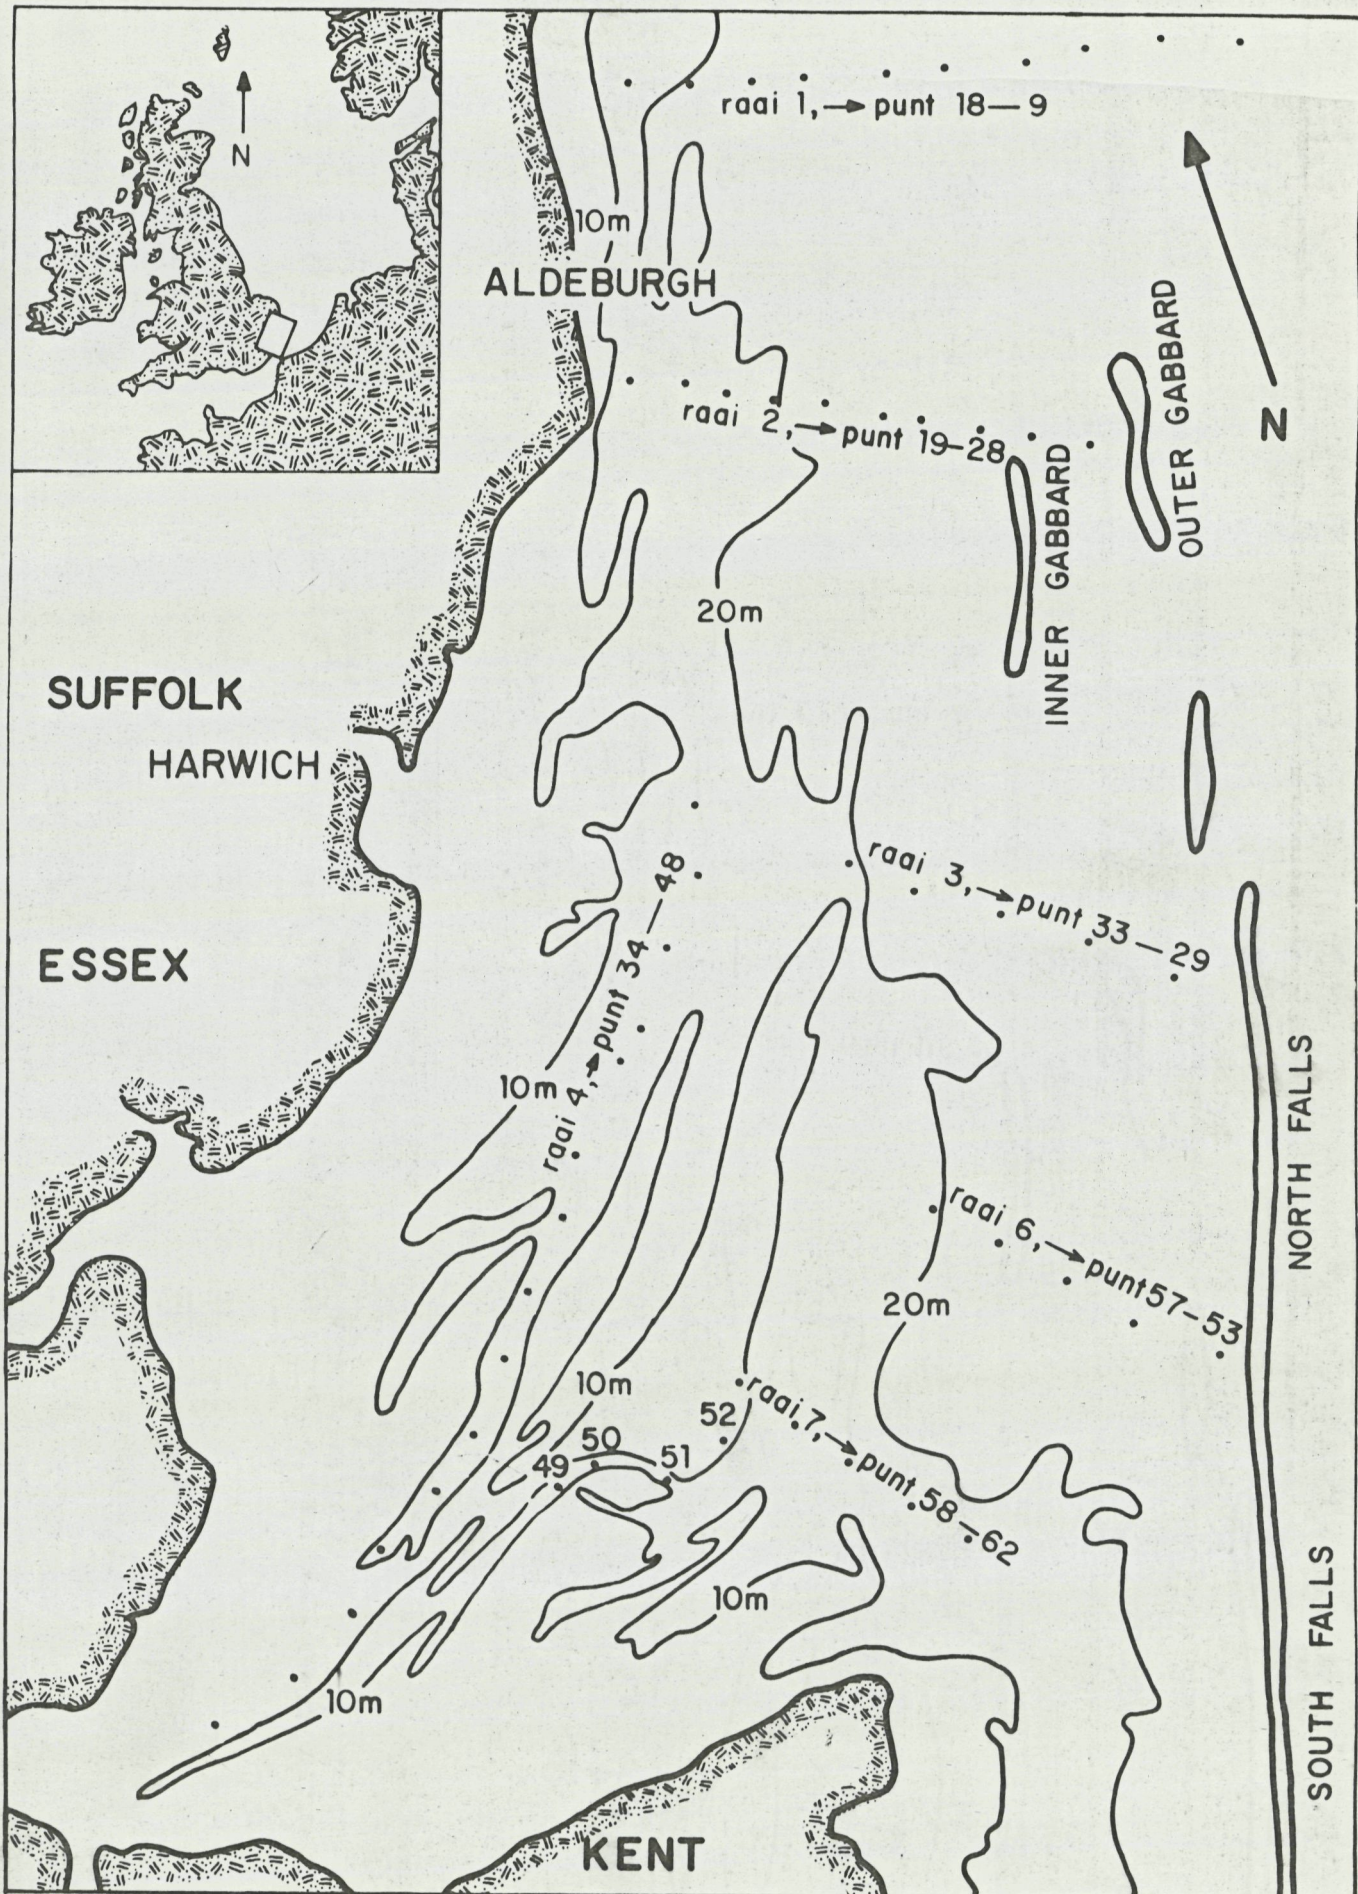 N
raai 1, → punt 18—9
10m
ALDEBURGH
OUTER GABBARD
N
raai 2, → punt 19-28
INNER GABBARD
20m
SUFFOLK
HARWICH
raai 3, → punt 33—29
ESSEX
raai 4, → punt 34—48
10m
NORTH FALLS
raai 6, → punt 57-53
20m
10m
raai 7, → punt 58-62
52
50
51
49
SOUTH FALLS
10m
10m
KENT